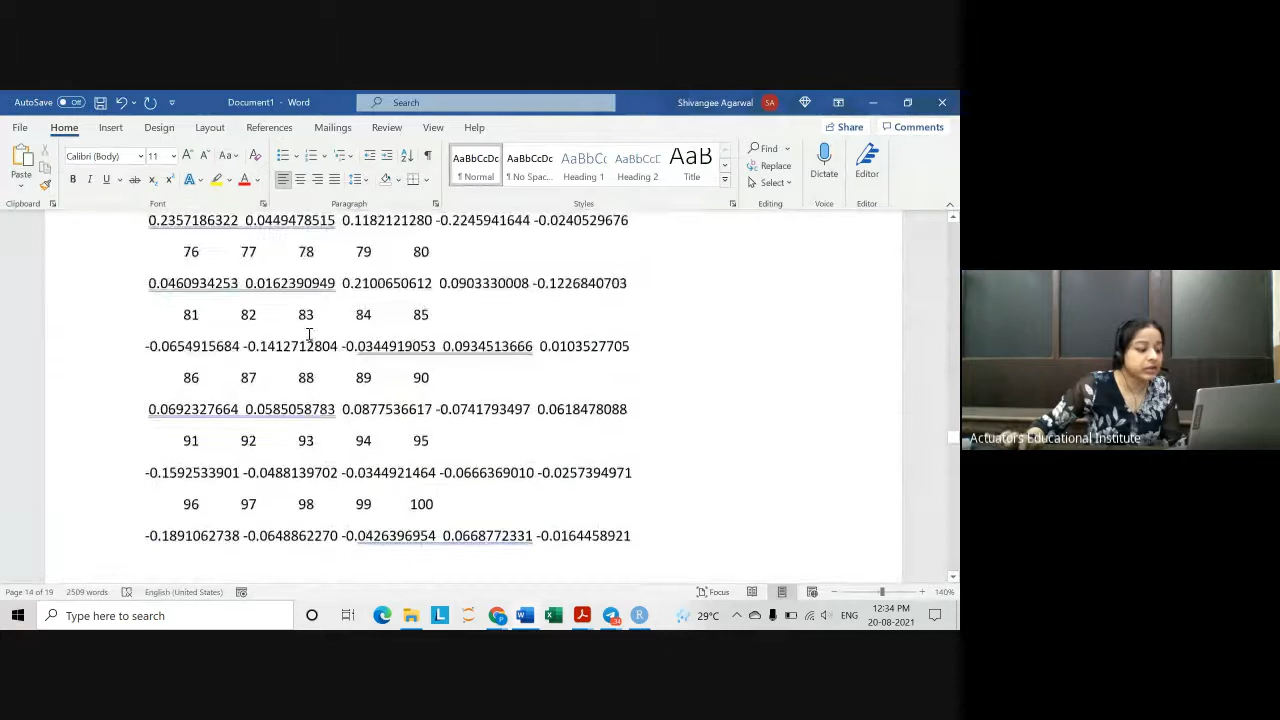 AutoSave Off Document1 - Word Search Shivangee Agarwal SA
File Home Insert Design Layout References Mailings Review View Help Share Comments
Calibri (Body) 11 A A Aa AaBbCcDc AaBbCcDc AaBbCc AaBbCcC AaB Find
Paste B I U ab x₂ x² A A ¶ Normal ¶ No Spac... Heading 1 Heading 2 Title Replace Select Dictate Editor
Clipboard Font Paragraph Styles Editing Voice Editor
0.2357186322 0.0449478515 0.1182121280 -0.2245941644 -0.0240529676
76 77 78 79 80
0.0460934253 0.0162390949 0.2100650612 0.0903330008 -0.1226840703
81 82 83 84 85
-0.0654915684 -0.1412712804 -0.0344919053 0.0934513666 0.0103527705
86 87 88 89 90
0.0692327664 0.0585058783 0.0877536617 -0.0741793497 0.0618478088
91 92 93 94 95
-0.1592533901 -0.0488139702 -0.0344921464 -0.0666369010 -0.0257394971
96 97 98 99 100
-0.1891062738 -0.0648862270 -0.0426396954 0.0668772331 -0.0164458921
Page 14 of 19 2509 words English (United States) Focus 140%
Type here to search 29°C ENG 12:34 PM
20-08-2021
Actuators Educational Institute